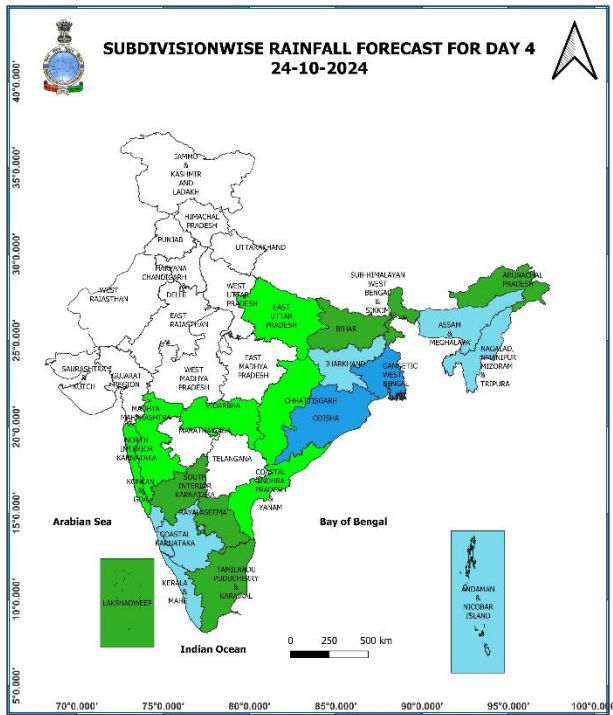 SUBDIVISIONWISE RAINFALL FORECAST FOR DAY 4
24-10-2024
40°0.000'
35°0.000'
30°0.000'
25°0.000'
20°0.000'
15°0.000'
10°0.000'
5°0.000'
JAMMO
&
KASHMIR
AND
LADAKH
HIMACHAL
PRADESH
PUNJAB
UTTARAKHAND
HARYANA
CHANDIGARH
&
DELHI
WEST
UTTAR
PRADESH
WEST
RAJASTHAN
EAST
RAJASTHAN
EAST
UTTAR
PRADESH
SUB-HIMALAYAN
WEST
BENGAL
&
SIKKIM
ARUNACHAL
PRADESH
BIHAR
ASSAM
&
MEGHALAYA
NAGALAD,
MANIPUR
MIZORAM
&
TRIPURA
SAURASHTRA
&
KUTCH
GUJARAT
REGION
WEST
MADHYA
PRADESH
EAST
MADHYA
PRADESH
JHARKHAND
GANGETIC
WEST
BENGAL
CHHATTISGARH
ODISHA
MADHYA
MAHARASHTRA
VIDARBHA
MARATHAWADA
NORTH
INTERIOR
KARNATAKA
TELANGANA
KONKAN
&
GOA
SOUTH
INTERIOR
KARNATAKA
COASTAL
ANDHRA
PRADESH
&
YANAM
RAYALASEEMA
Arabian Sea
Bay of Bengal
COASTAL
KARNATAKA
KERALA
&
MAHE
TAMILNADU
PUDUCHERRY
&
KARAIKAL
LAKSHADWEEP
ANDAMAN
&
NICOBAR
ISLAND
0 250 500 km
Indian Ocean
70°0.000' 75°0.000' 80°0.000' 85°0.000' 90°0.000' 95°0.000' 100°0.000'